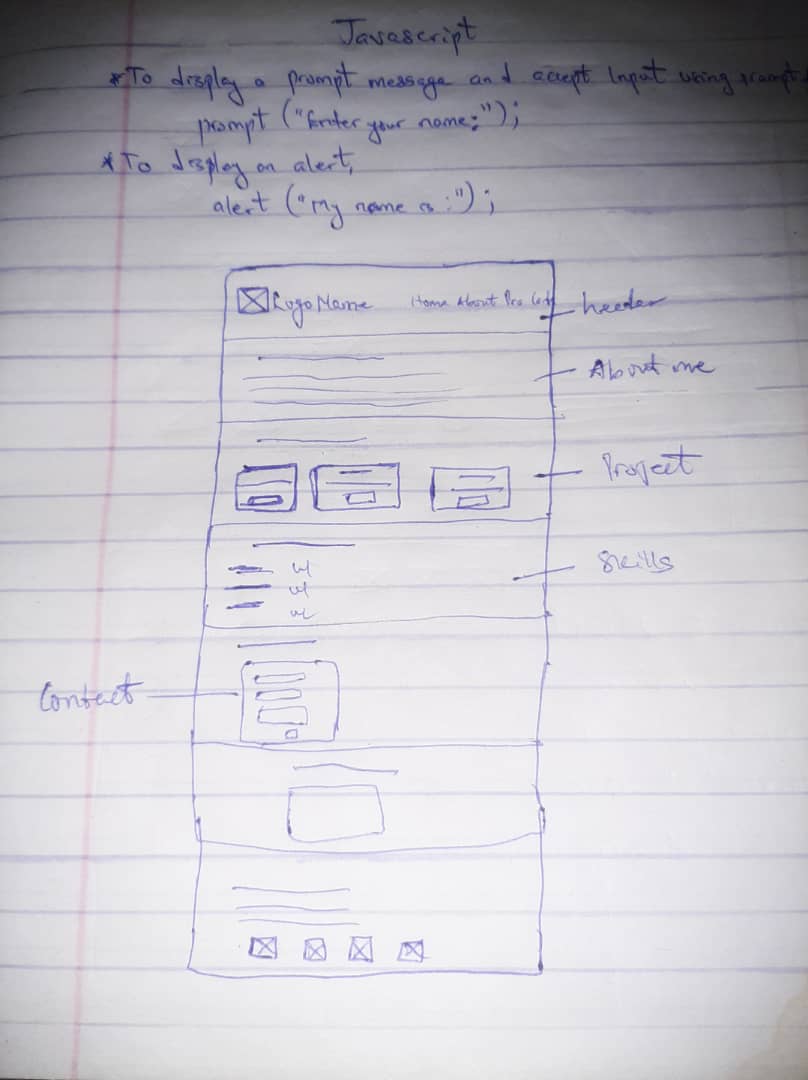 Javascript
*To display a prompt message and accept Input using prompt
prompt ("Enter your name:");
*To display an alert,
alert ("My name is:");
Logo Name Home About Pro
header
About me
Project
Skills
Contact